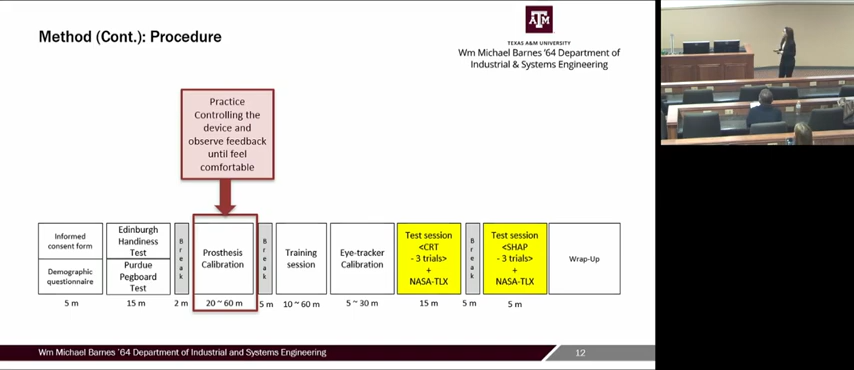 Method (Cont.): Procedure
ATM
TEXAS A&M UNIVERSITY
Wm Michael Barnes '64 Department of
Industrial & Systems Engineering
Practice
Controlling the
device and
observe feedback
until feel
comfortable
Informed
consent form
Demographic
questionnaire
5 m
Edinburgh
Handiness
Test
Purdue
Pegboard
Test
15 m
Break
2 m
Prosthesis
Calibration
20 ~ 60 m
Break
5 m
Training
session
10 ~ 60 m
Eye-tracker
Calibration
5 ~ 30 m
Test session
<CRT
- 3 trials>
+
NASA-TLX
15 m
Break
5 m
Test session
<SHAP
- 3 trials>
+
NASA-TLX
5 m
Wrap-Up
Wm Michael Barnes `64 Department of Industrial and Systems Engineering
12